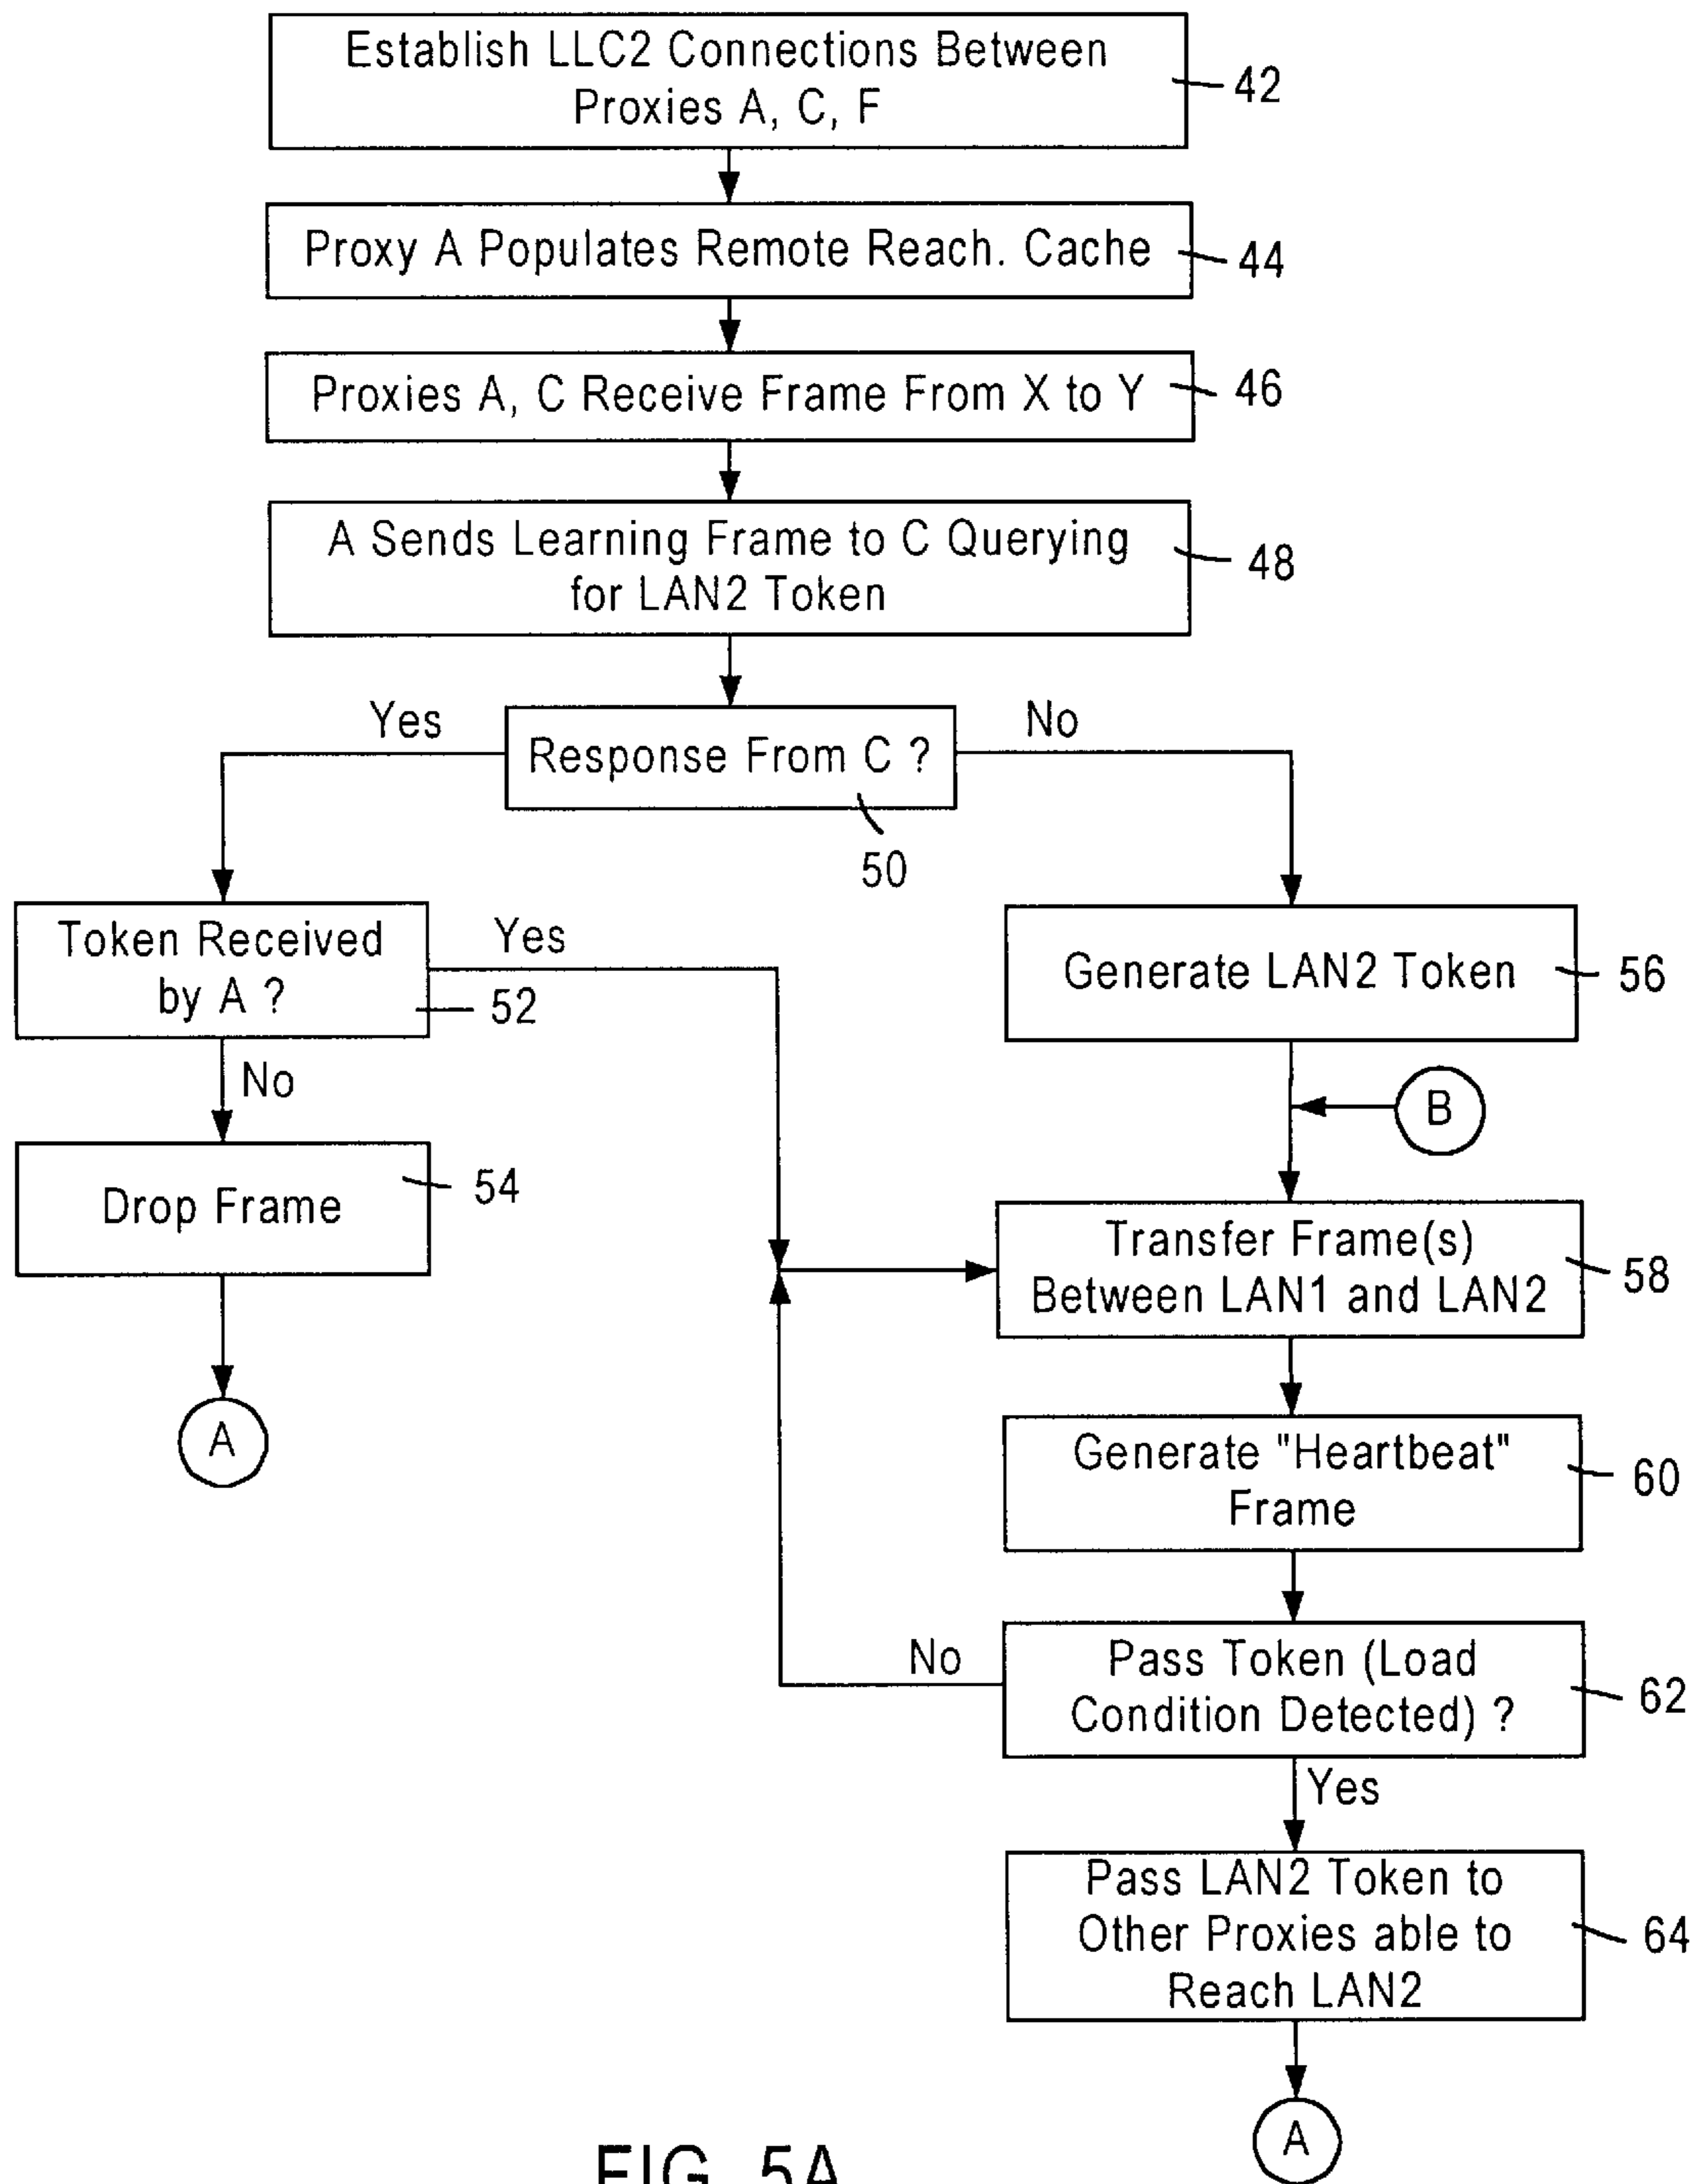 Establish LLC2 Connections Between
Proxies A, C, F
42
Proxy A Populates Remote Reach. Cache
44
Proxies A, C Receive Frame From X to Y
46
A Sends Learning Frame to C Querying
for LAN2 Token
48
Yes
Response From C ?
No
50
Token Received
by A ?
52
Yes
Generate LAN2 Token
56
No
B
Drop Frame
54
Transfer Frame(s)
Between LAN1 and LAN2
58
A
Generate "Heartbeat"
Frame
60
No
Pass Token (Load
Condition Detected) ?
62
Yes
Pass LAN2 Token to
Other Proxies able to
Reach LAN2
64
A
FIG. 5A